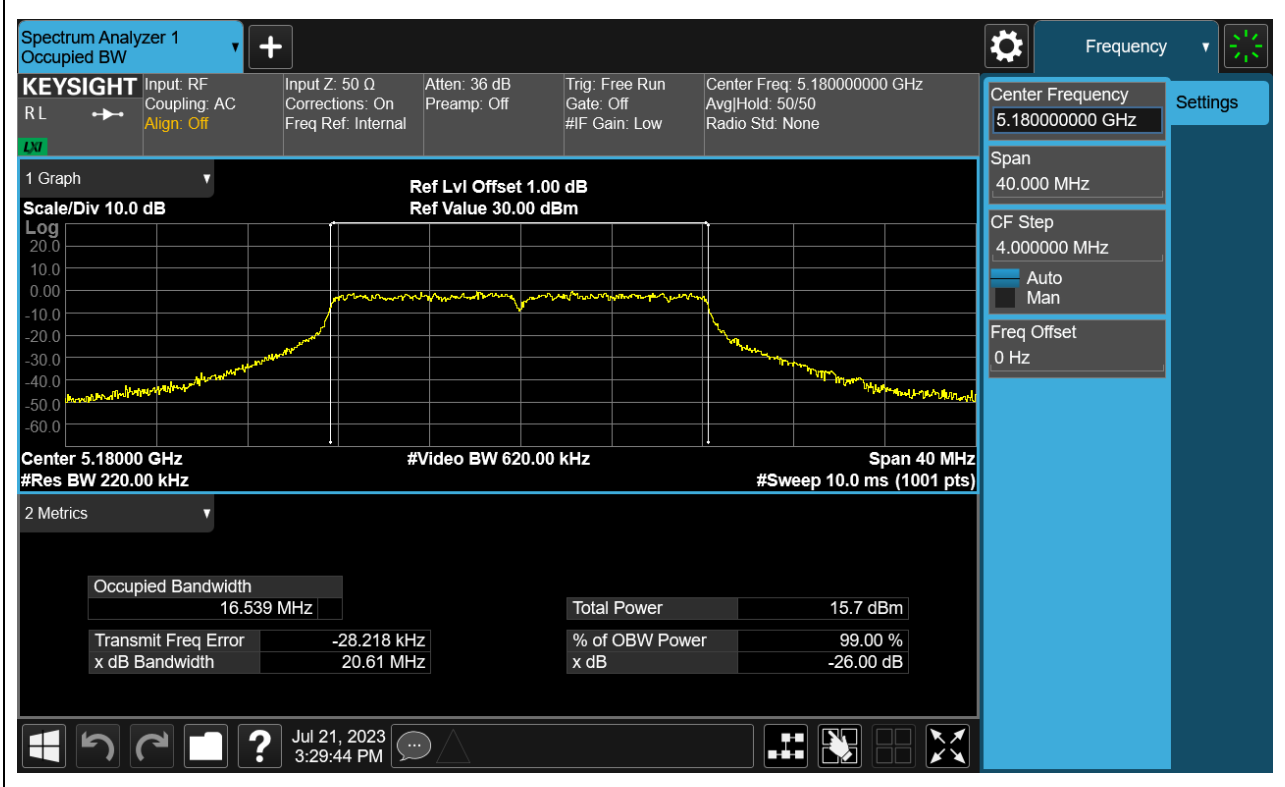 Spectrum Analyzer 1
Occupied BW
+
Frequency
KEYSIGHT
R L
LXI
Input: RF
Coupling: AC
Align: Off
Input Z: 50 Ω
Corrections: On
Freq Ref: Internal
Atten: 36 dB
Preamp: Off
Trig: Free Run
Gate: Off
#IF Gain: Low
Center Freq: 5.180000000 GHz
Avg|Hold: 50/50
Radio Std: None
Center Frequency
5.180000000 GHz
Settings
Span
40.000 MHz
CF Step
4.000000 MHz
Auto
Man
Freq Offset
0 Hz
1 Graph
Ref Lvl Offset 1.00 dB
Scale/Div 10.0 dB
Ref Value 30.00 dBm
Log
20.0
10.0
0.00
-10.0
-20.0
-30.0
-40.0
-50.0
-60.0
Center 5.18000 GHz
#Video BW 620.00 kHz
Span 40 MHz
#Res BW 220.00 kHz
#Sweep 10.0 ms (1001 pts)
2 Metrics
Occupied Bandwidth
16.539 MHz
Total Power 15.7 dBm
Transmit Freq Error -28.218 kHz
% of OBW Power 99.00 %
x dB Bandwidth 20.61 MHz
x dB -26.00 dB
?
Jul 21, 2023
3:29:44 PM